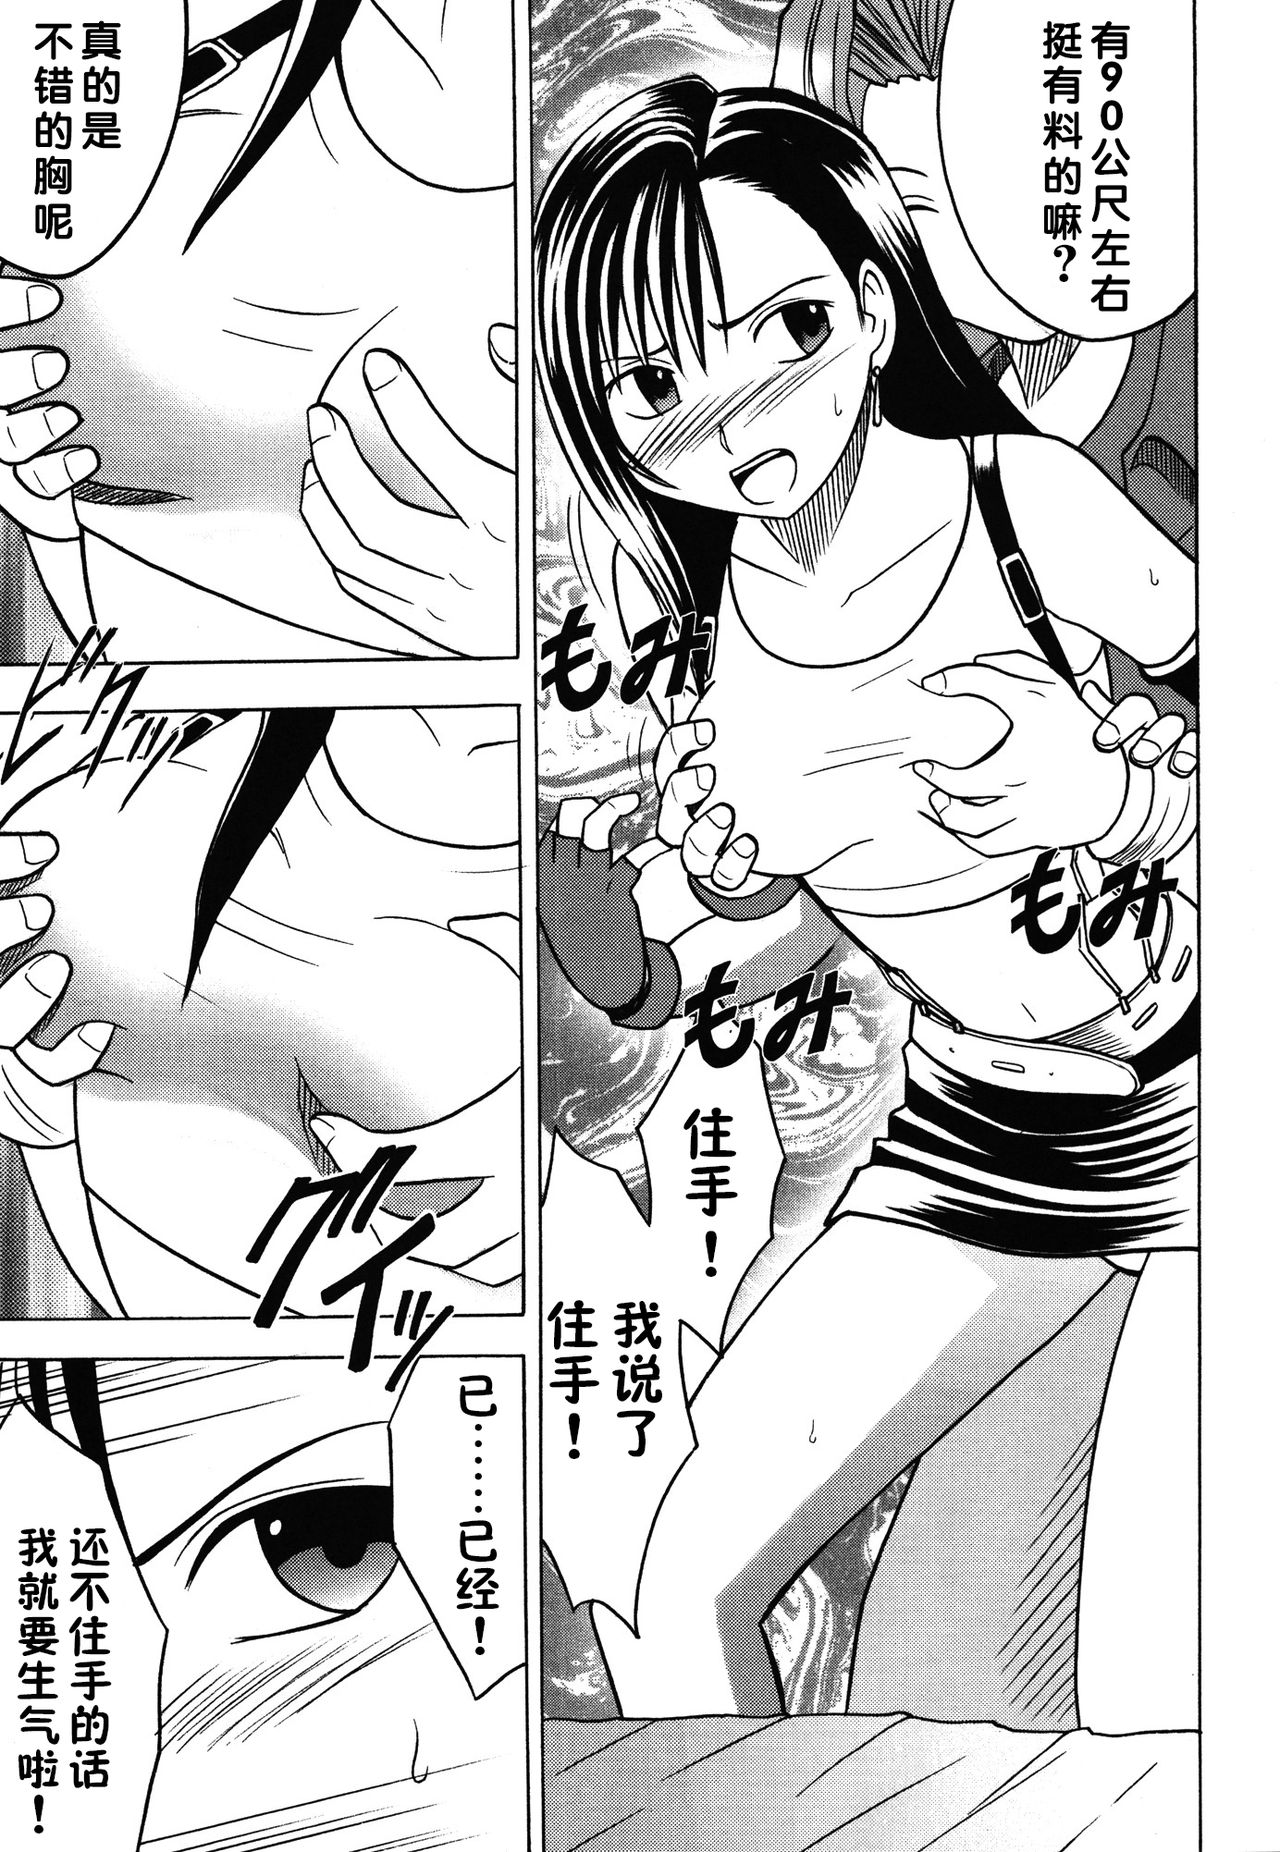 有90公尺左右
挺有料的嘛？
もみ
もみ
もみ
住手！
我说了
住手！
真的是
不错的胸呢
ビク
グイッ
已……已经！
还不住手的话
我就要生气啦！